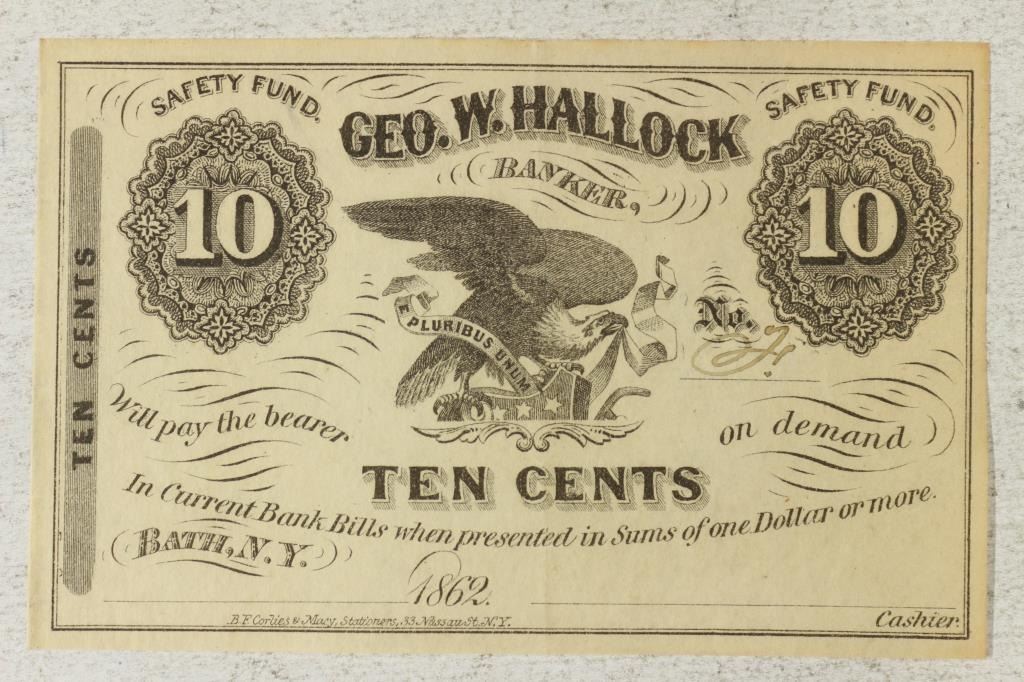 SAFETY FUND.
SAFETY FUND.
GEO. W. HALLOCK
BANKER,
10
10
TEN CENTS
E PLURIBUS UNUM
No.
Will pay the bearer
on demand
TEN CENTS
In Current Bank Bills when presented in Sums of one Dollar or more.
BATH, N.Y.
1862.
B.F. Corlies & Macy, Stationers, 33 Nassau St. N.Y.
Cashier.